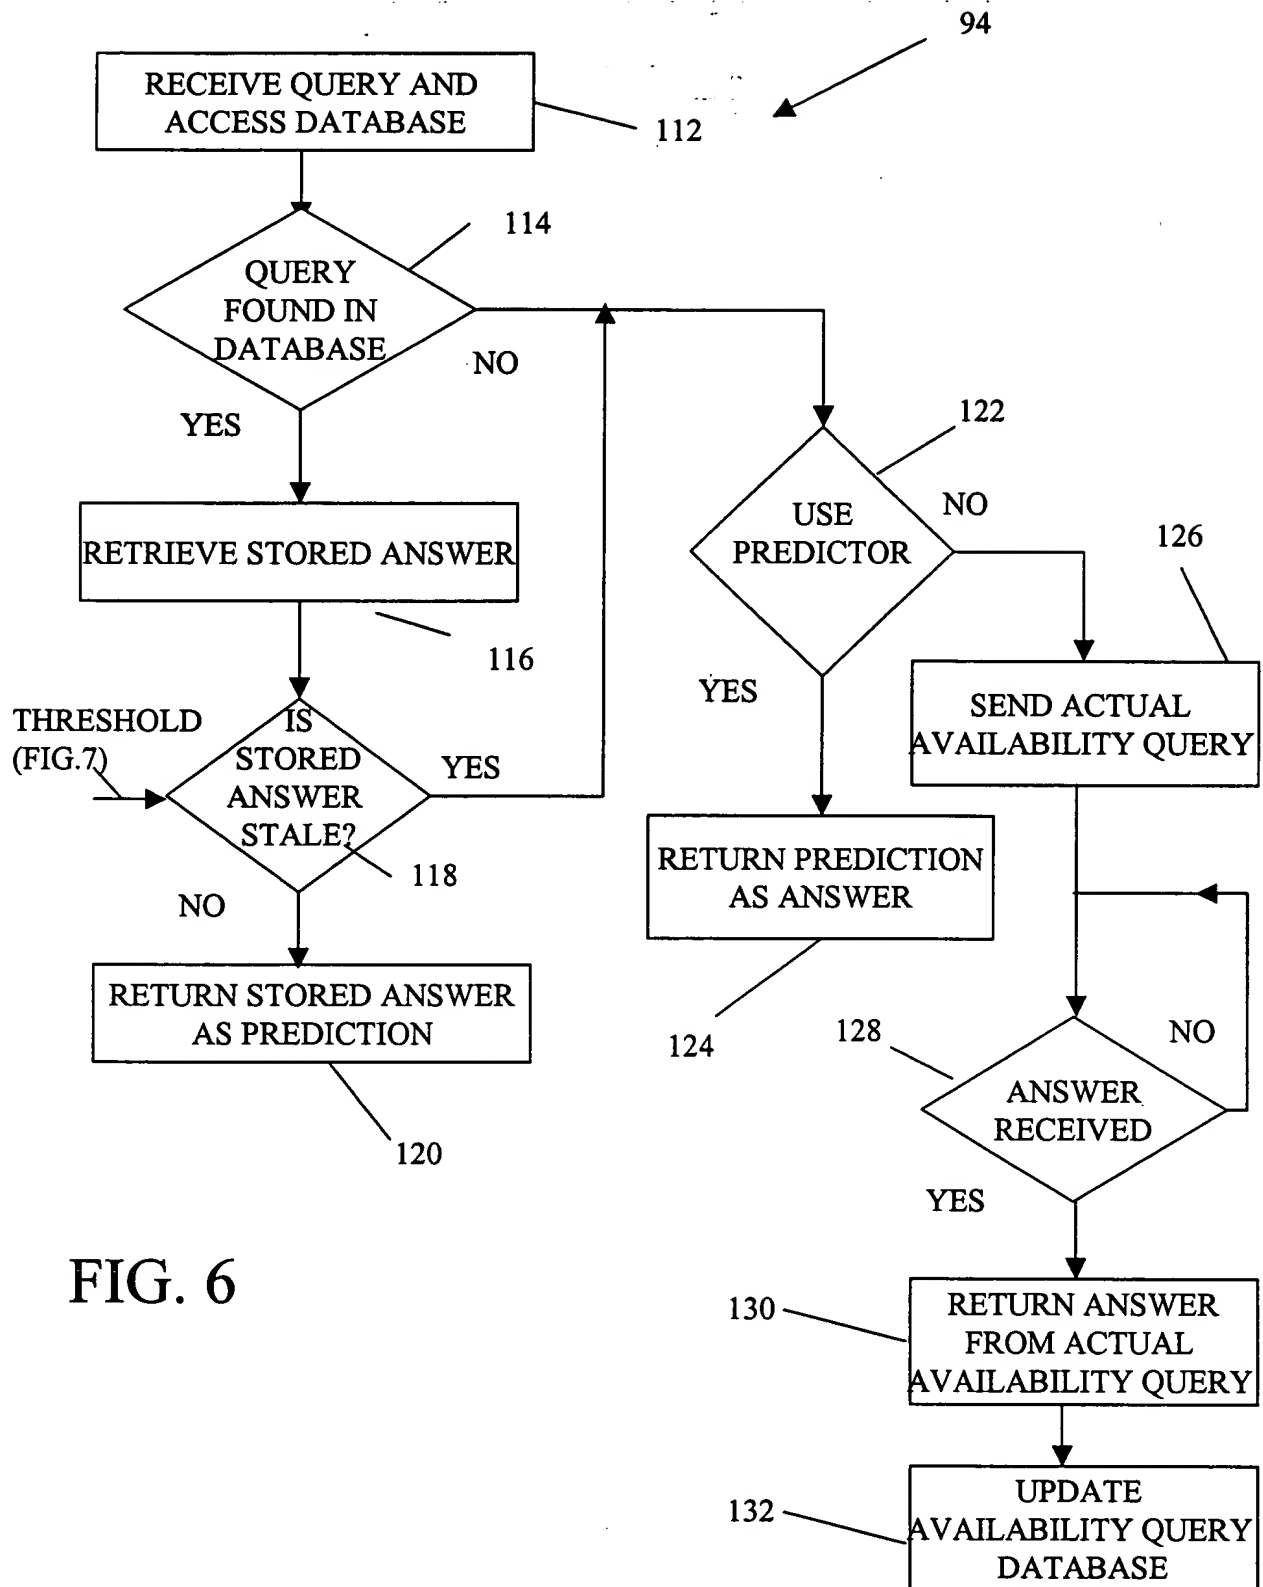 94
RECEIVE QUERY AND
ACCESS DATABASE
112
114
QUERY
FOUND IN
DATABASE
NO
YES
RETRIEVE STORED ANSWER
116
THRESHOLD
(FIG.7)
IS
STORED
ANSWER
STALE?
YES
118
NO
RETURN STORED ANSWER
AS PREDICTION
120
122
USE
PREDICTOR
NO
YES
126
SEND ACTUAL
AVAILABILITY QUERY
RETURN PREDICTION
AS ANSWER
124
128
NO
ANSWER
RECEIVED
YES
130
RETURN ANSWER
FROM ACTUAL
AVAILABILITY QUERY
132
UPDATE
AVAILABILITY QUERY
DATABASE
FIG. 6